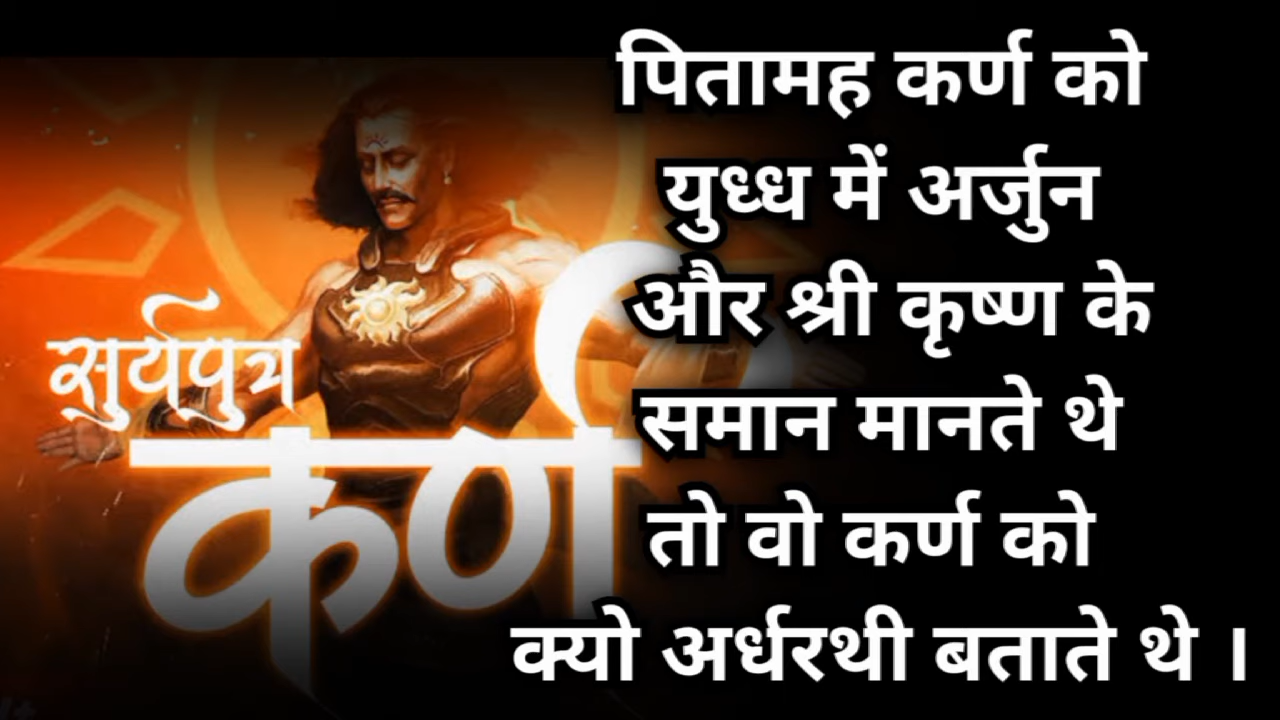 पितामह कर्ण को
युध्ध में अर्जुन
और श्री कृष्ण के
समान मानते थे
तो वो कर्ण को
क्यो अर्धरथी बताते थे ।
सुर्यपुत्र
कर्ण